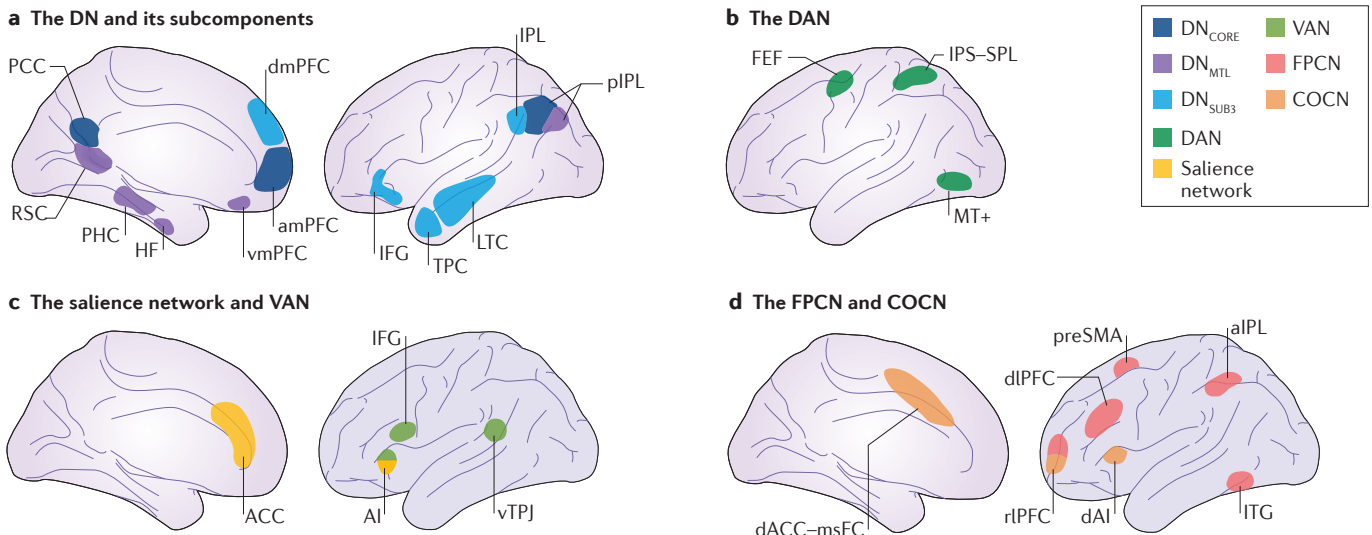 a The DN and its subcomponents
PCC
dmPFC
IPL
pIPL
RSC
PHC
HF
vmPFC
amPFC
IFG
TPC
LTC
b The DAN
FEF
IPS–SPL
MT+
DN_CORE
DN_MTL
DN_SUB3
DAN
Salience
network
VAN
FPCN
COCN
c The salience network and VAN
IFG
ACC
AI
vTPJ
d The FPCN and COCN
preSMA
aIPL
dlPFC
dACC–msFC
rlPFC
dAI
ITG